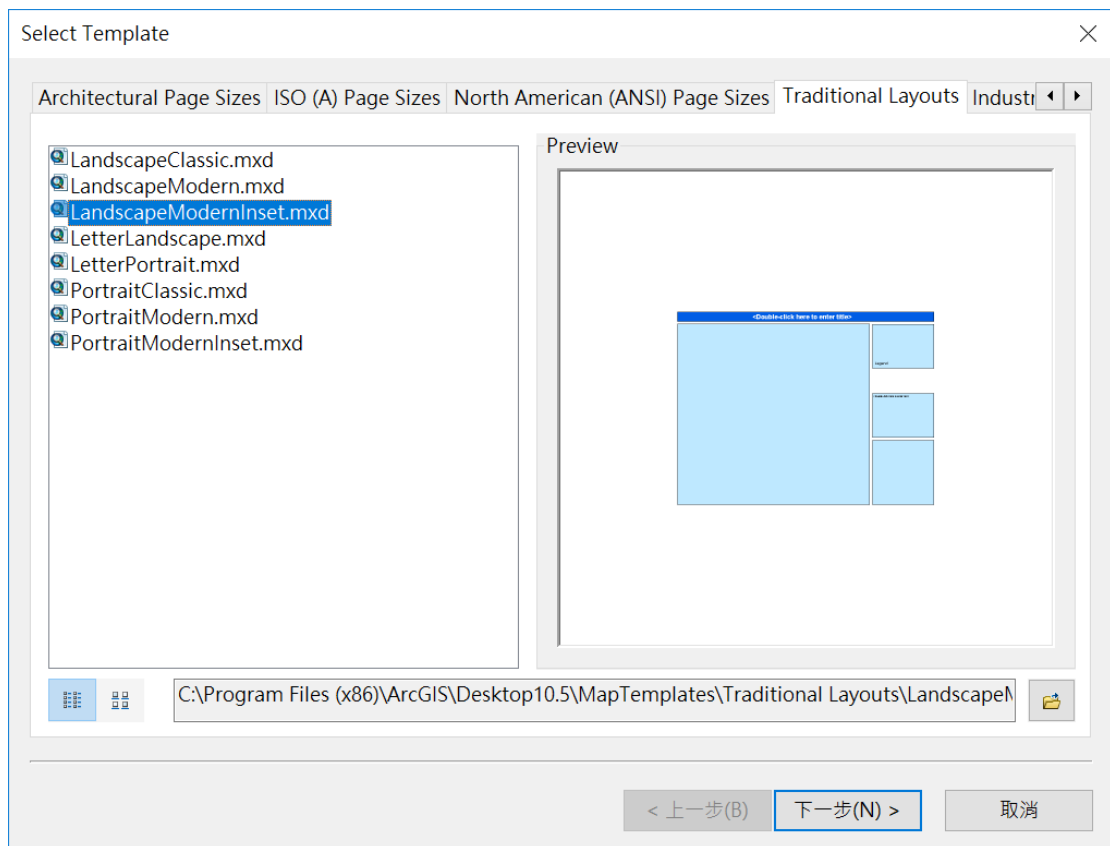 Select Template
Architectural Page Sizes ISO (A) Page Sizes North American (ANSI) Page Sizes Traditional Layouts Industr
LandscapeClassic.mxd
LandscapeModern.mxd
LandscapeModernInset.mxd
LetterLandscape.mxd
LetterPortrait.mxd
PortraitClassic.mxd
PortraitModern.mxd
PortraitModernInset.mxd
Preview
<Double-click here to enter title>
C:\Program Files (x86)\ArcGIS\Desktop10.5\MapTemplates\Traditional Layouts\Landscape
< 上一步(B)
下一步(N) >
取消